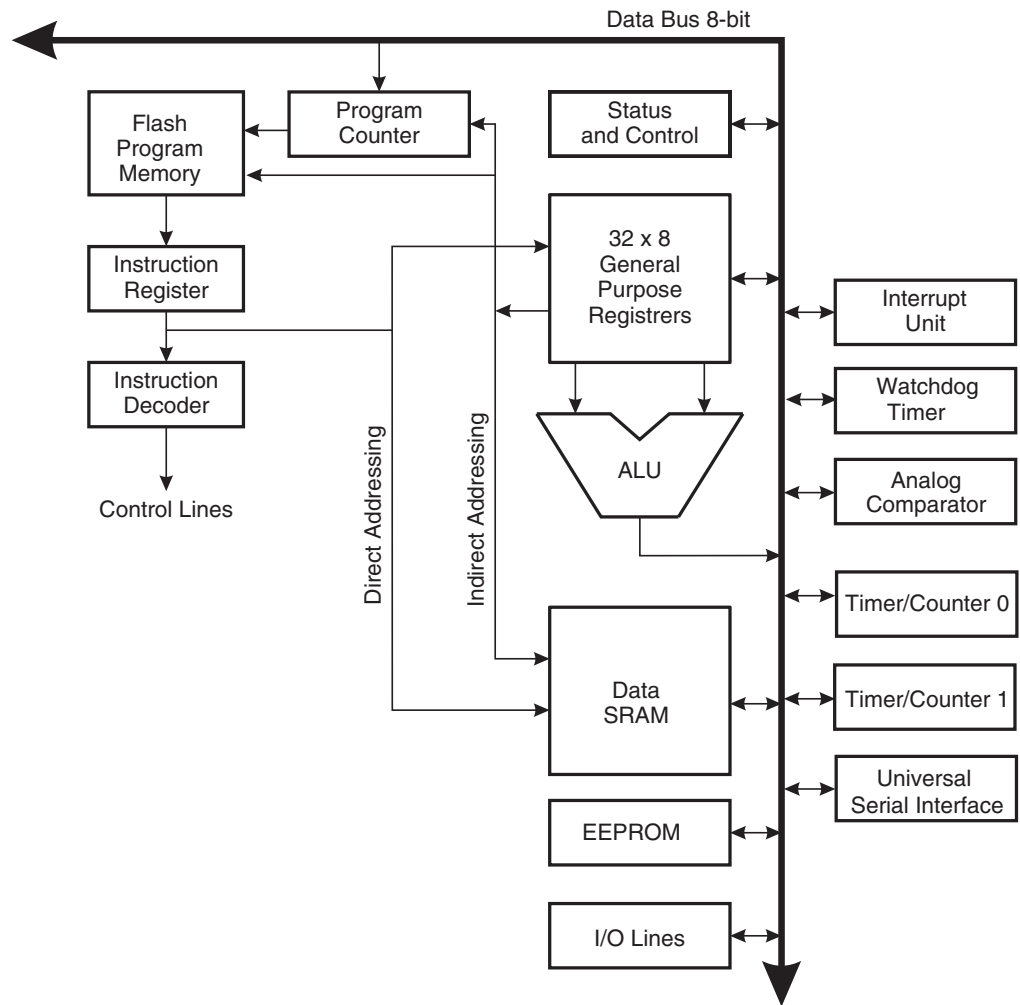 Data Bus 8-bit
Flash
Program
Memory
Program
Counter
Status
and Control
32 x 8
General
Purpose
Registrers
Instruction
Register
Interrupt
Unit
Instruction
Decoder
Watchdog
Timer
ALU
Analog
Comparator
Control Lines
Direct Addressing
Indirect Addressing
Timer/Counter 0
Data
SRAM
Timer/Counter 1
Universal
Serial Interface
EEPROM
I/O Lines